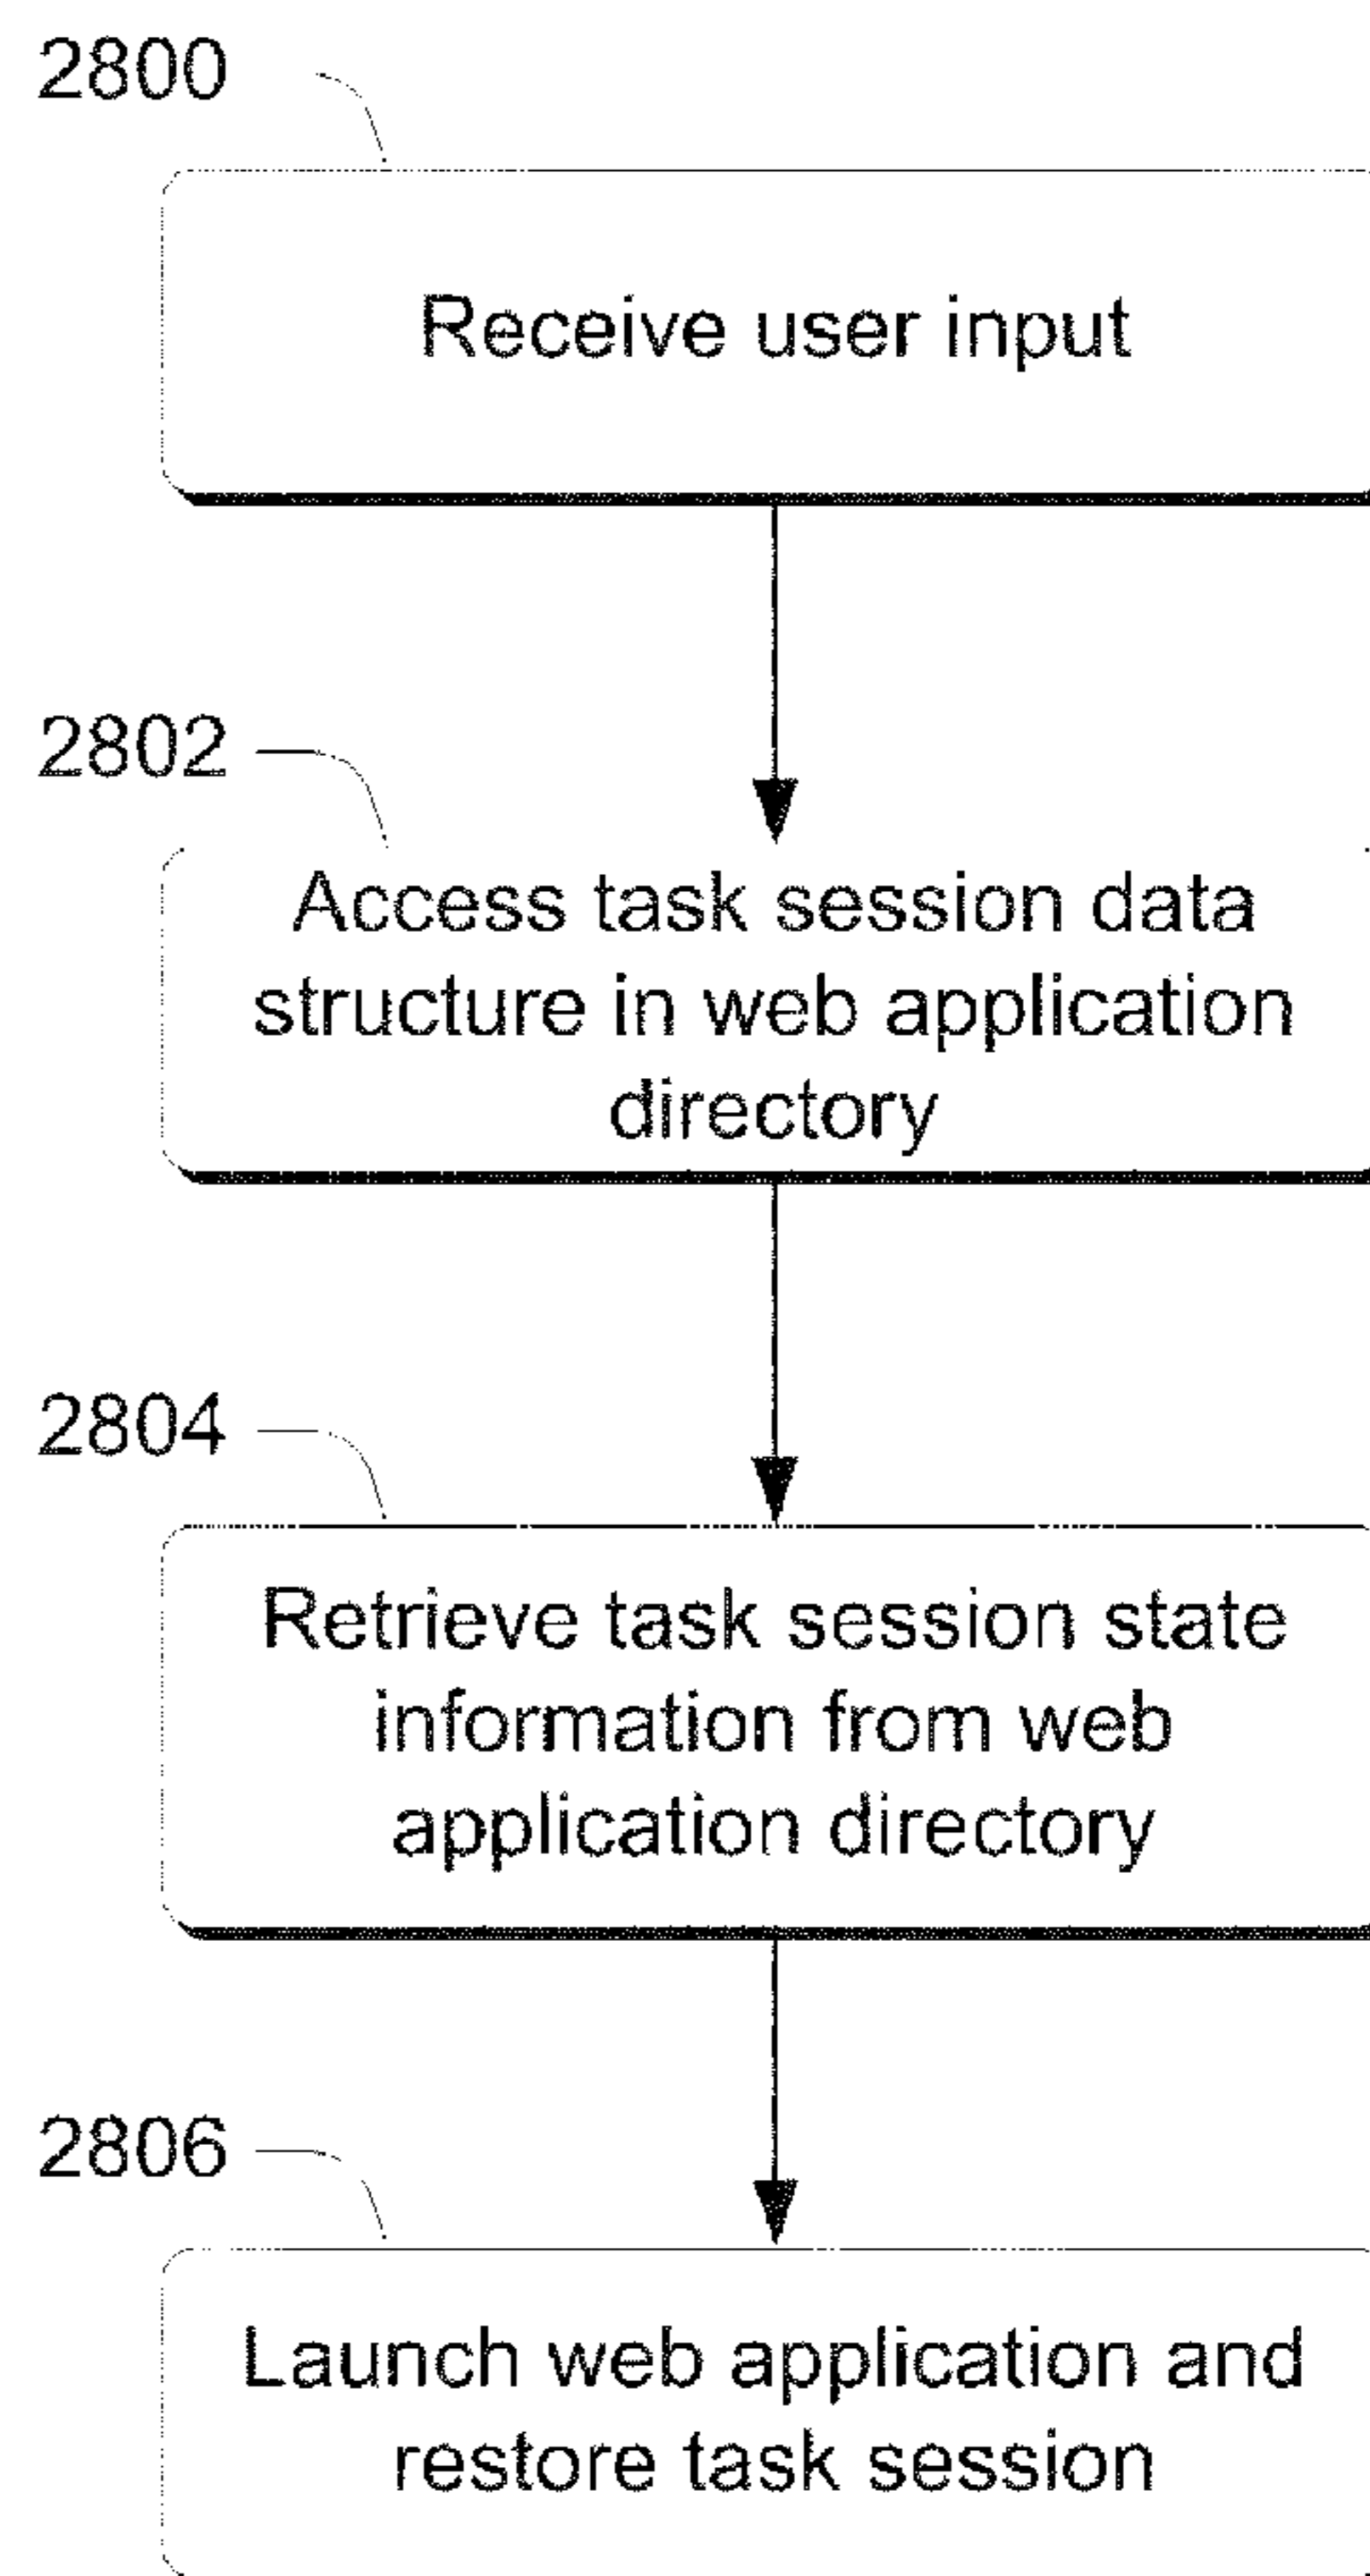 2800
Receive user input
2802
Access task session data
structure in web application
directory
2804
Retrieve task session state
information from web
application directory
2806
Launch web application and
restore task session